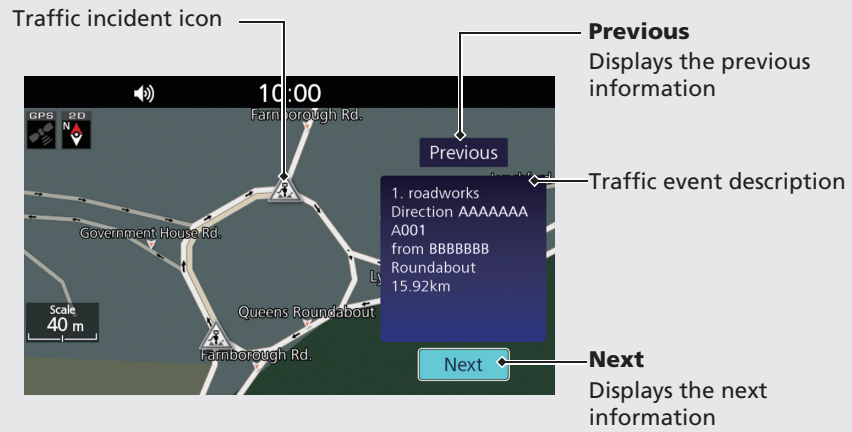 Traffic incident icon
Previous
Displays the previous
information
10:00
GPS
2D
N
Farnborough Rd.
Previous
Traffic event description
1. roadworks
Direction AAAAAAA
A001
from BBBBBBB
Roundabout
15.92km
Government House Rd.
Ly
Scale
40 m
Queens Roundabout
Farnborough Rd.
Next
Next
Displays the next
information